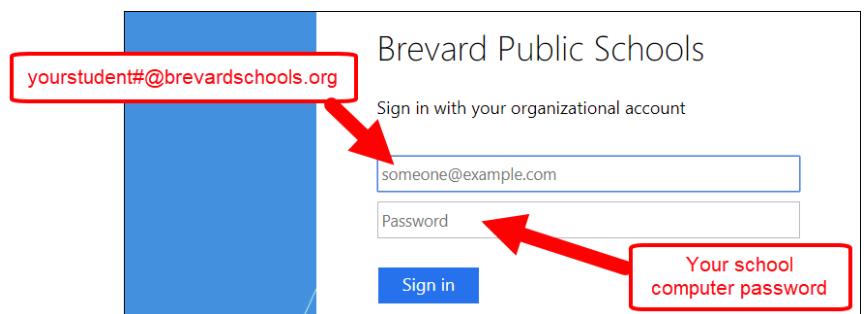 Brevard Public Schools
yourstudent#@brevardschools.org
Sign in with your organizational account
someone@example.com
Password
Your school
computer password
Sign in